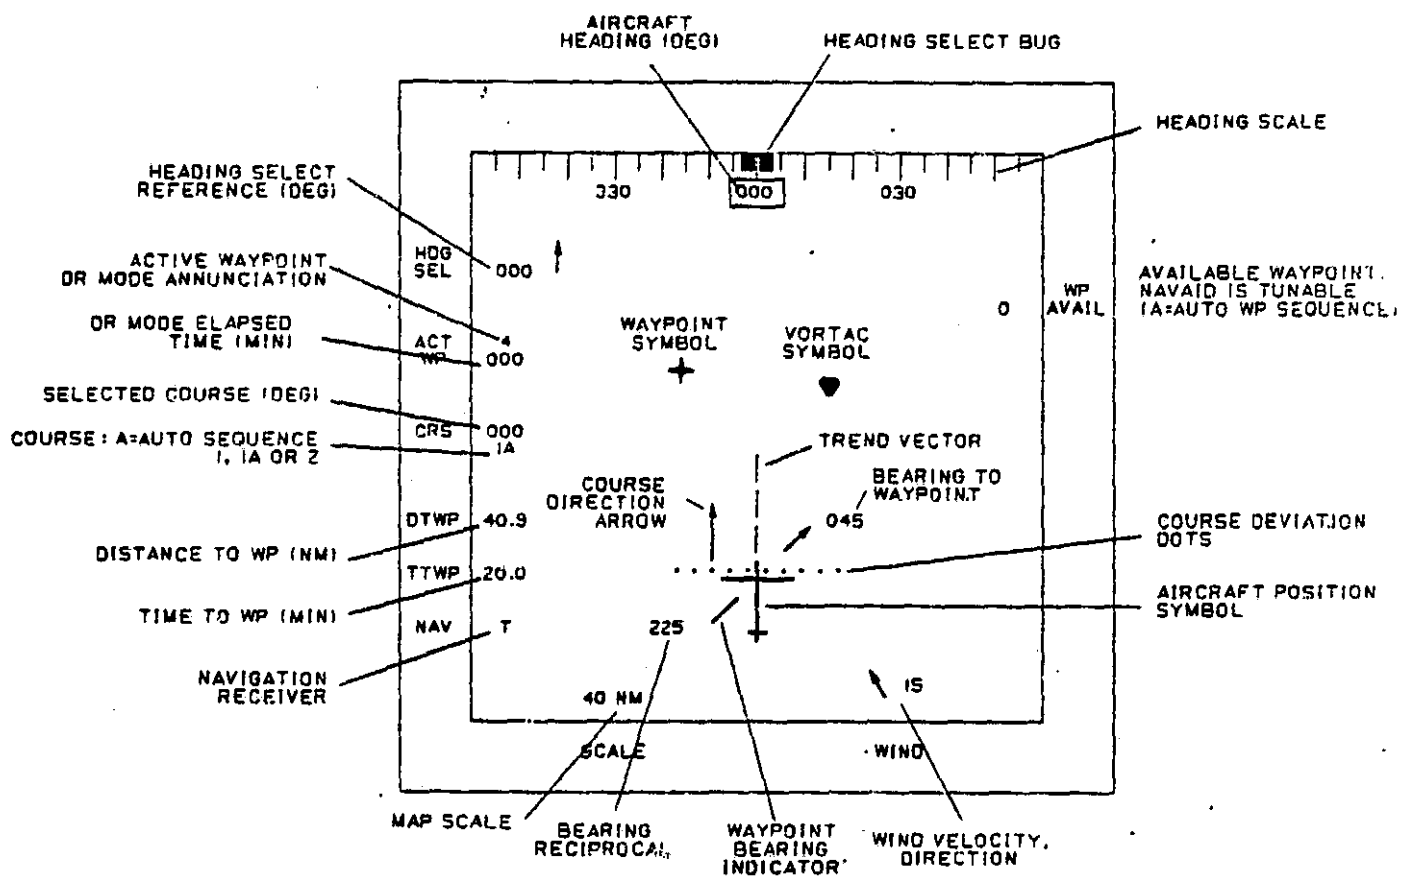 AIRCRAFT
HEADING (DEG)
HEADING SELECT BUG
HEADING SCALE
HEADING SELECT
REFERENCE (DEG)
330
000
030
HDG
SEL
000
ACTIVE WAYPOINT
OR MODE ANNUNCIATION
AVAILABLE WAYPOINT.
NAVAID IS TUNABLE
(A=AUTO WP SEQUENCE)
0
WP
AVAIL
OR MODE ELAPSED
TIME (MIN)
ACT
WP
4
000
WAYPOINT
SYMBOL
VORTAC
SYMBOL
SELECTED COURSE (DEG)
COURSE: A=AUTO SEQUENCE
1, 1A OR 2
CRS
000
1A
TREND VECTOR
COURSE
DIRECTION
ARROW
BEARING TO
WAYPOINT
045
DTWP
40.9
COURSE DEVIATION
DOTS
DISTANCE TO WP (NM)
TTWP
20.0
AIRCRAFT POSITION
SYMBOL
TIME TO WP (MIN)
NAV
T
225
NAVIGATION
RECEIVER
40 NM
15
SCALE
WIND
MAP SCALE
BEARING
RECIPROCAL
WAYPOINT
BEARING
INDICATOR
WIND VELOCITY,
DIRECTION